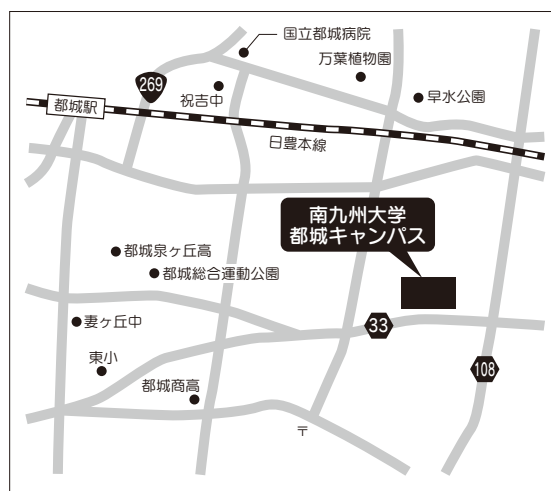 国立都城病院
万葉植物園
269
祝吉中
早水公園
都城駅
日豊本線
南九州大学
都城キャンパス
都城泉ヶ丘高
都城総合運動公園
妻ヶ丘中
33
東小
108
都城商高
〒